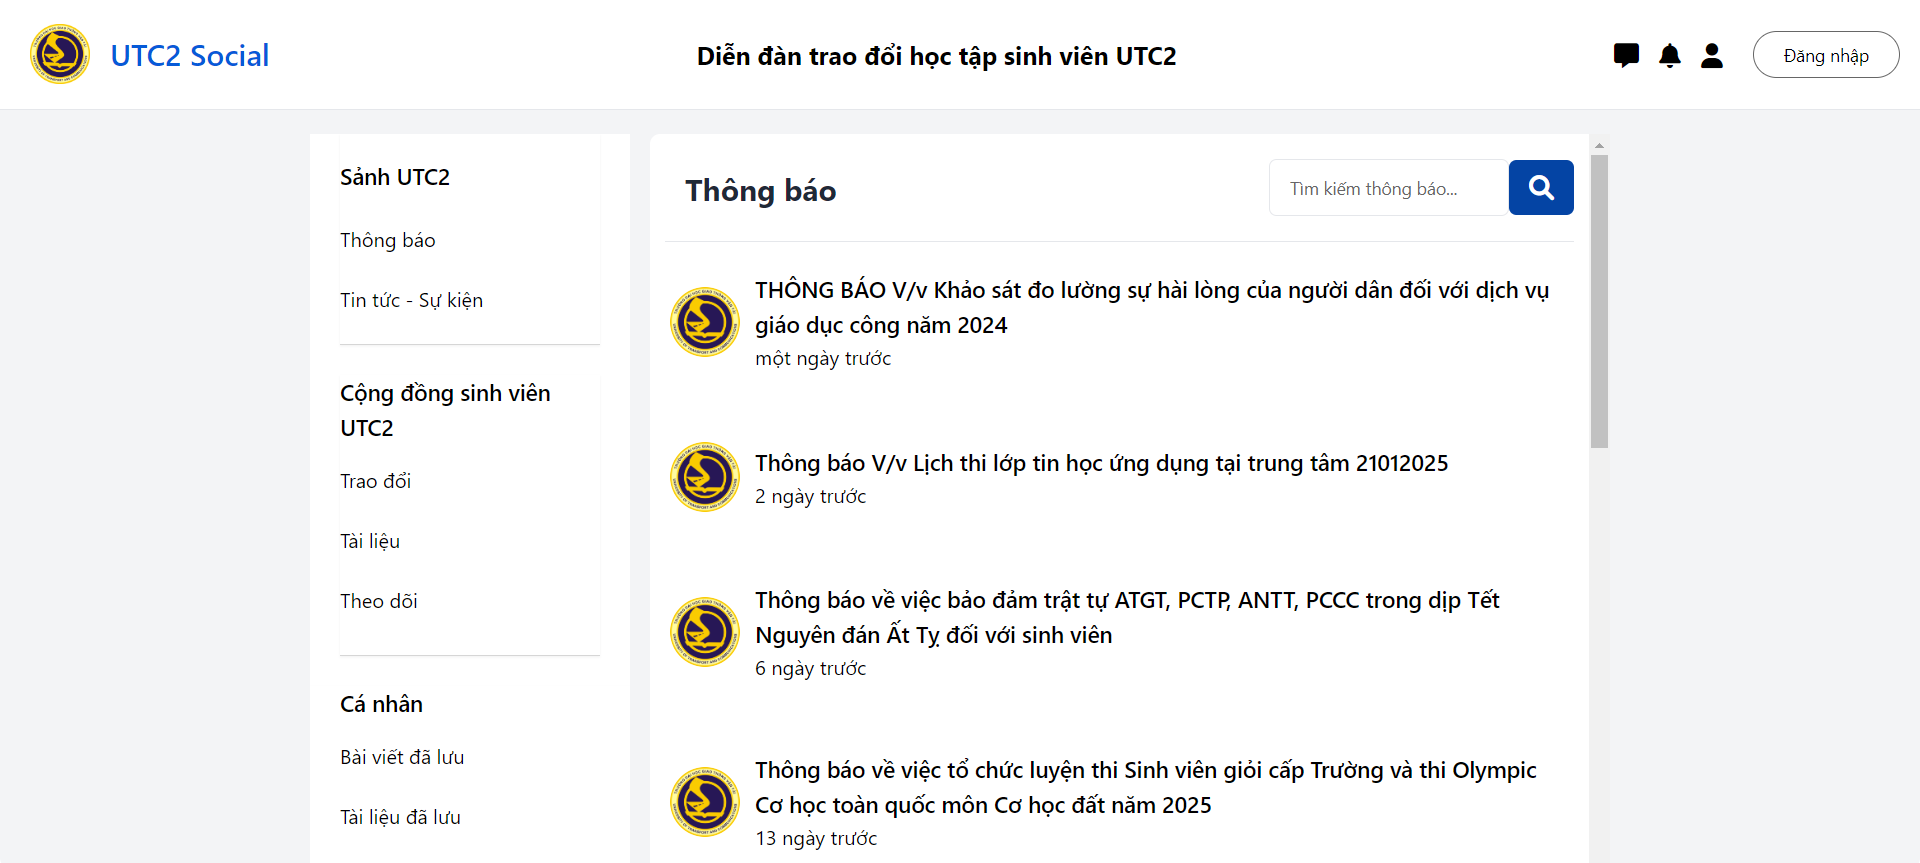 UTC2 Social
Diễn đàn trao đổi học tập sinh viên UTC2
Đăng nhập
Sảnh UTC2
Thông báo
Tin tức - Sự kiện
Cộng đồng sinh viên
UTC2
Trao đổi
Tài liệu
Theo dõi
Cá nhân
Bài viết đã lưu
Tài liệu đã lưu
Thông báo
Tìm kiếm thông báo...
THÔNG BÁO V/v Khảo sát đo lường sự hài lòng của người dân đối với dịch vụ
giáo dục công năm 2024
một ngày trước
Thông báo V/v Lịch thi lớp tin học ứng dụng tại trung tâm 21012025
2 ngày trước
Thông báo về việc bảo đảm trật tự ATGT, PCTP, ANTT, PCCC trong dịp Tết
Nguyên đán Ất Tỵ đối với sinh viên
6 ngày trước
Thông báo về việc tổ chức luyện thi Sinh viên giỏi cấp Trường và thi Olympic
Cơ học toàn quốc môn Cơ học đất năm 2025
13 ngày trước